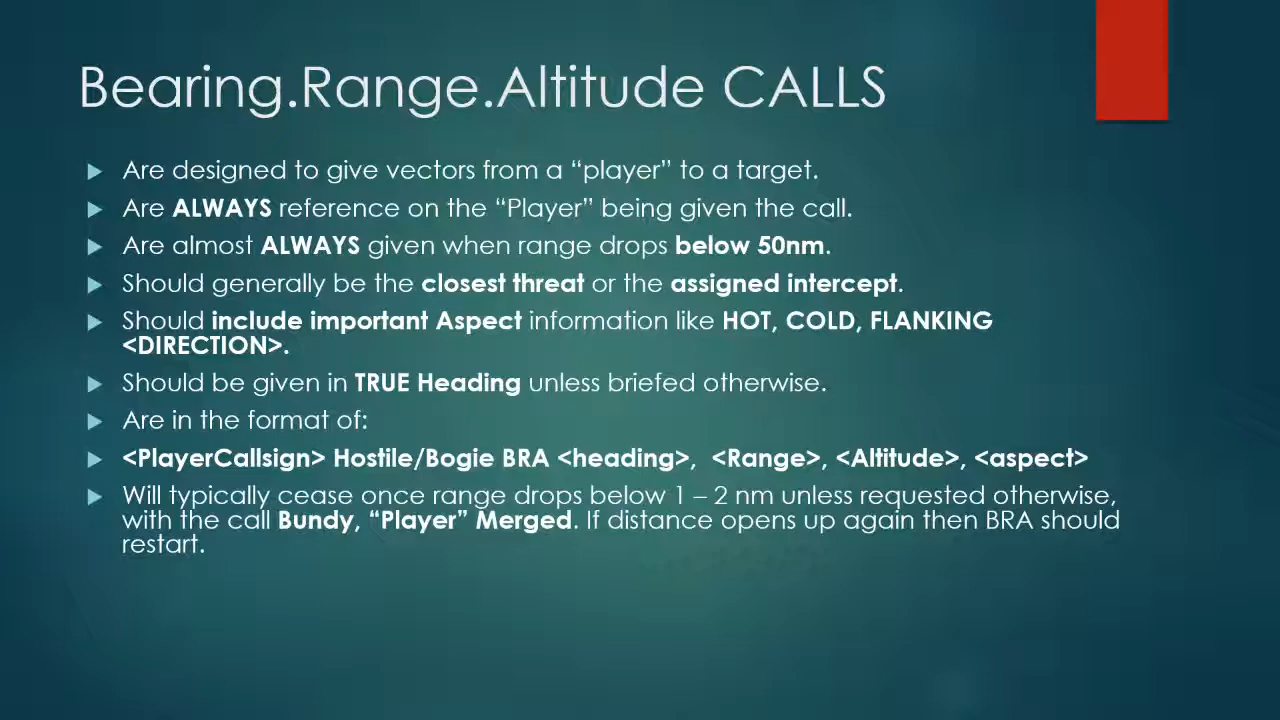 Bearing.Range.Altitude CALLS
Are designed to give vectors from a “player” to a target.
Are ALWAYS reference on the “Player” being given the call.
Are almost ALWAYS given when range drops below 50nm.
Should generally be the closest threat or the assigned intercept.
Should include important Aspect information like HOT, COLD, FLANKING
<DIRECTION>.
Should be given in TRUE Heading unless briefed otherwise.
Are in the format of:
<PlayerCallsign> Hostile/Bogie BRA <heading>,  <Range>, <Altitude>, <aspect>
Will typically cease once range drops below 1 – 2 nm unless requested otherwise,
with the call Bundy, “Player” Merged. If distance opens up again then BRA should
restart.